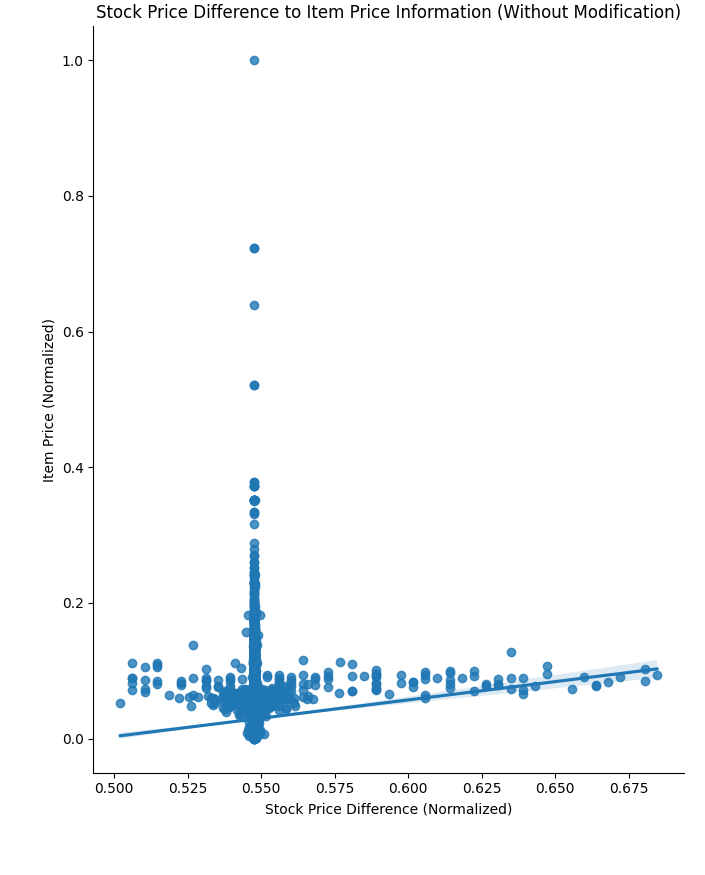 Stock Price Difference to Item Price Information (Without Modification)
1.0
0.8
0.6
0.4
0.2
0.0
Item Price (Normalized)
0.500 0.525 0.550 0.575 0.600 0.625 0.650 0.675
Stock Price Difference (Normalized)